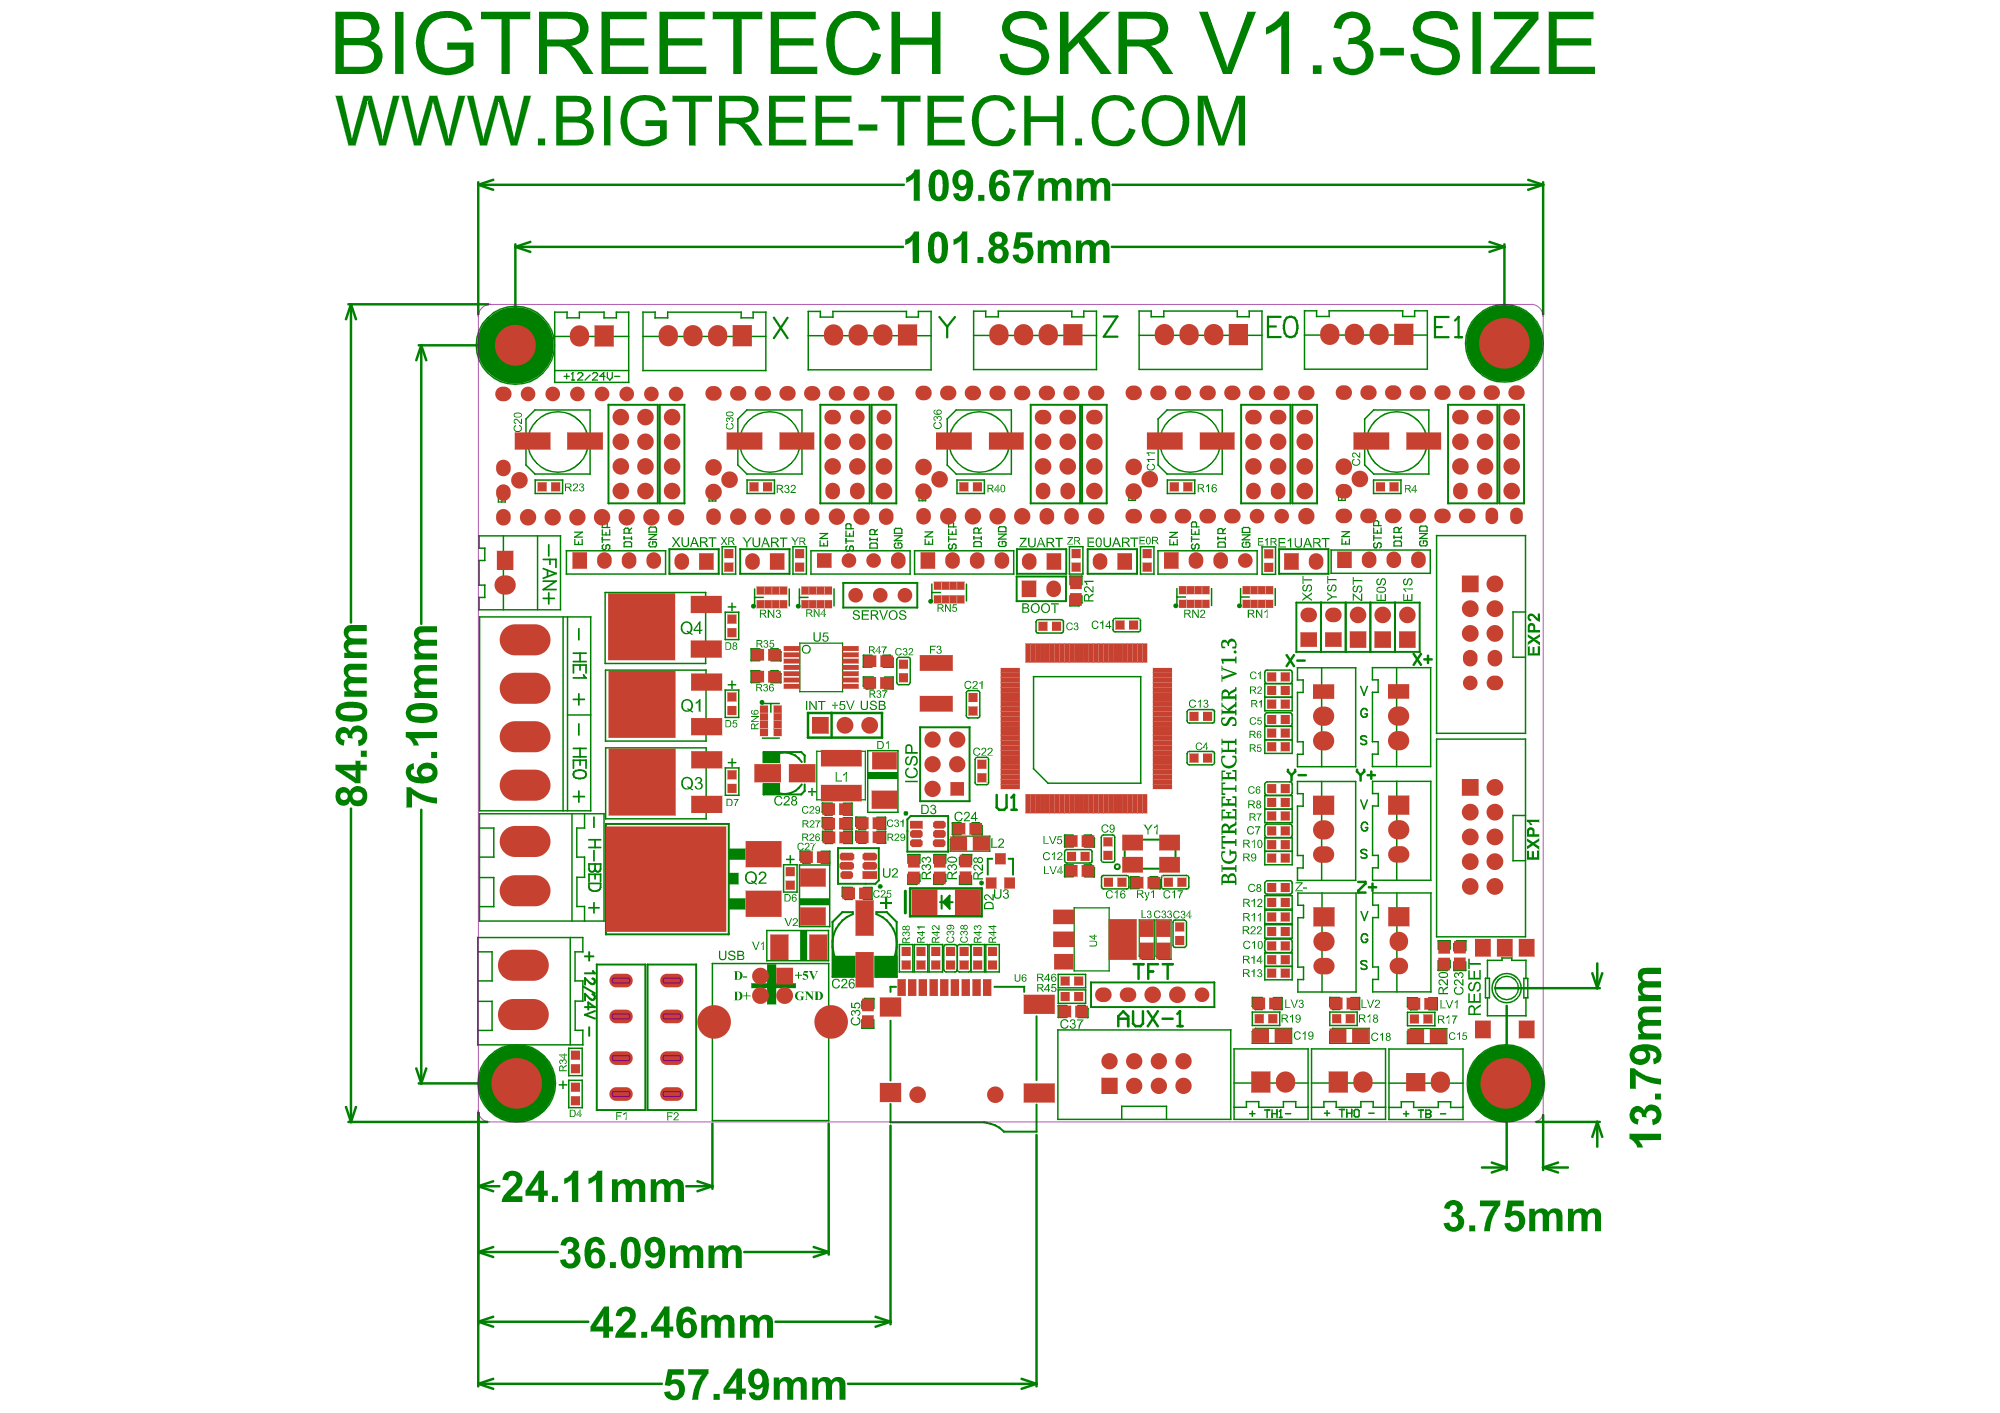 BIGTREETECH SKR V1.3-SIZE
WWW.BIGTREE-TECH.COM
109.67mm
101.85mm
84.30mm
76.10mm
X
Y
Z
E0
E1
+12/24V-
C20
C30
C36
C11
C2
R23
R32
R40
R16
R4
EN STEP DIR GND
XUART XR YUART YR
EN STEP DIR GND
EN STEP DIR GND
ZUART ZR E0UART E0R
EN STEP DIR GND
E1R E1UART
EN STEP DIR GND
-FAN+
RN3
RN4
SERVOS
RN5
BOOT
R21
RN2
RN1
XST YST ZST E0S E1S
EXP2
Q4
D8
R35
U5
R47
C32
F3
C3
C14
- HE1 +
R36
R37
C21
X-
X+
BIGTREETECH SKR V1.3
Q1
D5
RN6
INT +5V USB
C13
C1
R2
R1
C5
R6
R5
V
G
S
- HE0 +
Q3
D7
C28
L1
D1
ICSP
C22
U1
C4
Y-
Y+
C29
R27
R26
C31
R29
D3
C24
L2
LV5
C12
LV4
C9
Y1
C6
R8
R7
C7
R10
R9
V
G
S
EXP1
- H-BED +
Q2
D6
C27
V2
U2
C25
R33
R30
R28
D2
U3
C16
Ry1
C17
C8
Z-
Z+
R12
R11
R22
C10
R14
R13
V
G
S
+ 12/24V -
USB
V1
D-
+5V
D+
GND
C26
R38
R41
R42
C39
C38
R43
R44
U6
U4
L3
C33
C34
TFT
R46
R45
C37
AUX-1
C35
R20
C23
RESET
LV3
R19
C19
LV2
R18
C18
LV1
R17
C15
R34
D4
F1
F2
+ TH1-
+ TH0 -
+ TB -
13.79mm
3.75mm
24.11mm
36.09mm
42.46mm
57.49mm